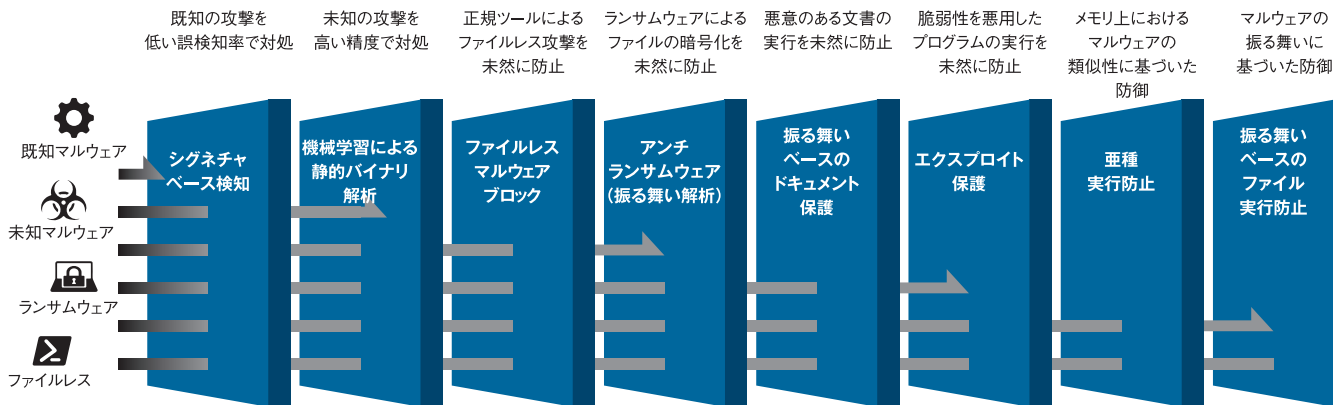 既知の攻撃を
低い誤検知率で対処
未知の攻撃を
高い精度で対処
正規ツールによる
ファイルレス攻撃を
未然に防止
ランサムウェアによる
ファイルの暗号化を
未然に防止
悪意のある文書の
実行を未然に防止
脆弱性を悪用した
プログラムの実行を
未然に防止
メモリ上における
マルウェアの
類似性に基づいた
防御
マルウェアの
振る舞いに
基づいた防御
既知マルウェア
未知マルウェア
ランサムウェア
ファイルレス
シグネチャ
ベース検知
機械学習による
静的バイナリ
解析
ファイルレス
マルウェア
ブロック
アンチ
ランサムウェア
（振る舞い解析）
振る舞い
ベースの
ドキュメント
保護
エクスプロイト
保護
亜種
実行防止
振る舞い
ベースの
ファイル
実行防止